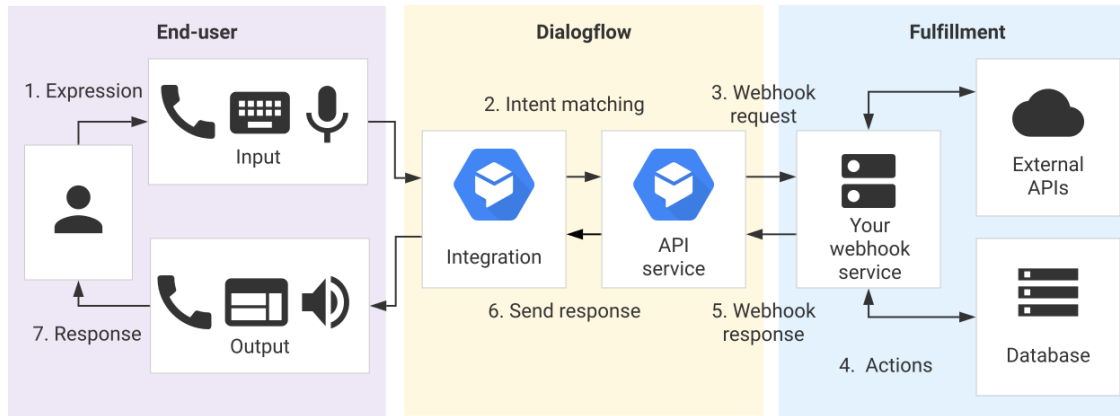 End-user
Dialogflow
Fulfillment
1. Expression
Input
2. Intent matching
3. Webhook
request
External
APIs
Integration
API
service
Your
webhook
service
7. Response
Output
6. Send response
5. Webhook
response
4. Actions
Database